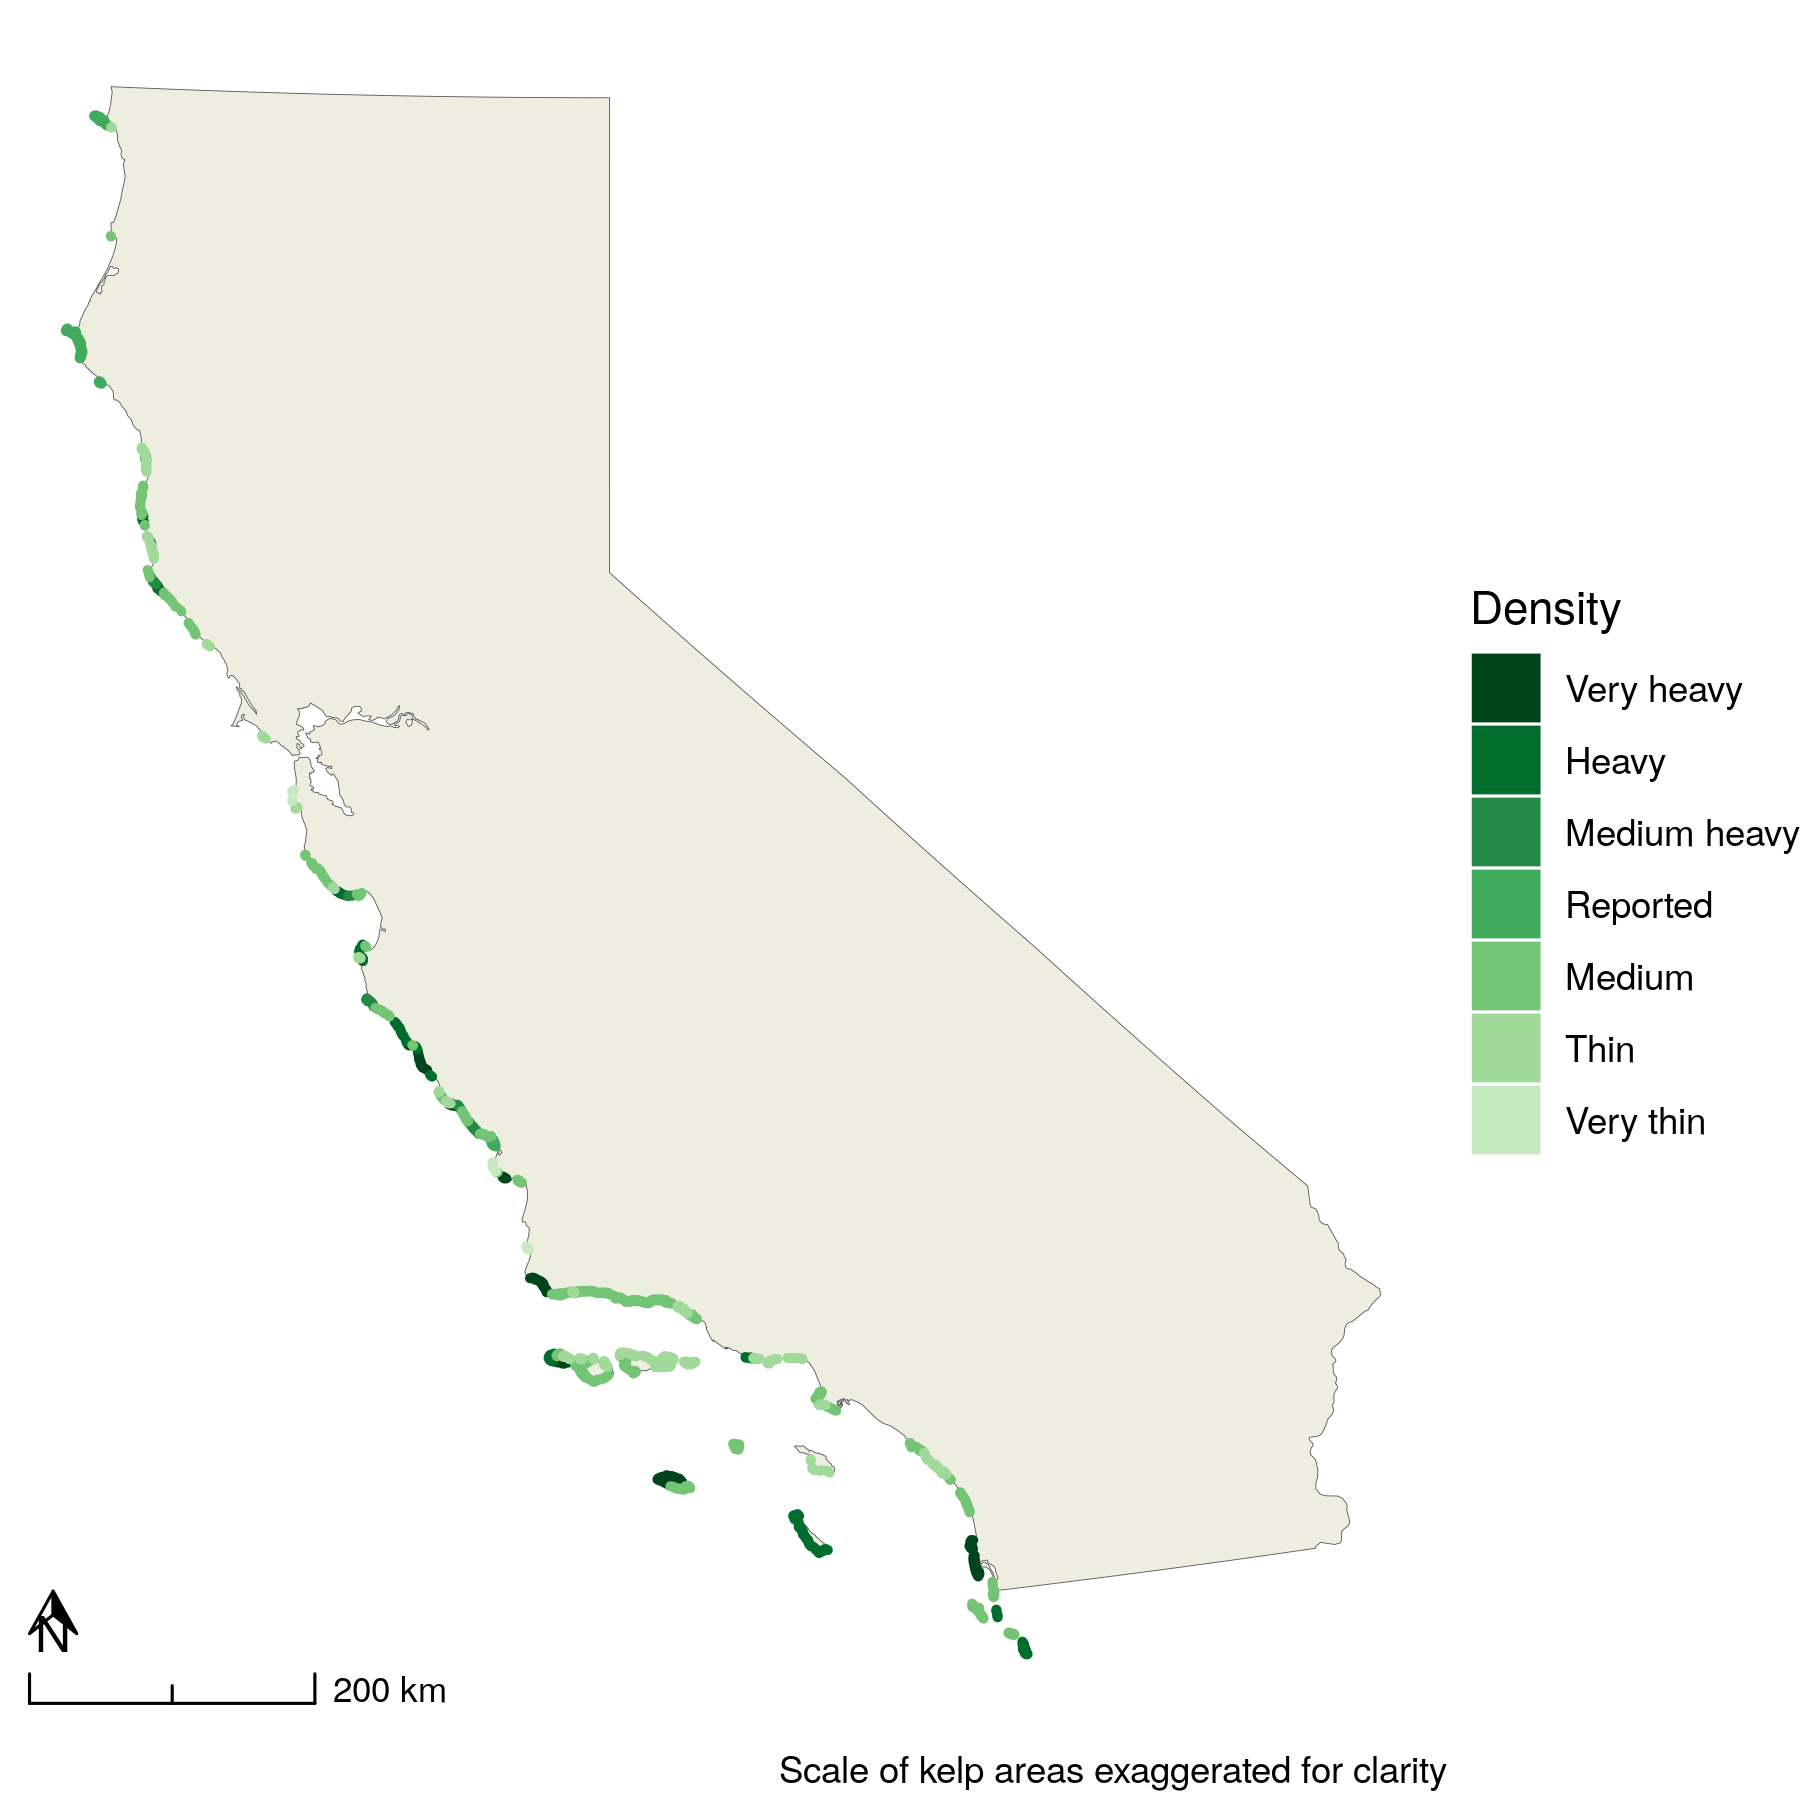 Density
Very heavy
Heavy
Medium heavy
Reported
Medium
Thin
Very thin
N
200 km
Scale of kelp areas exaggerated for clarity